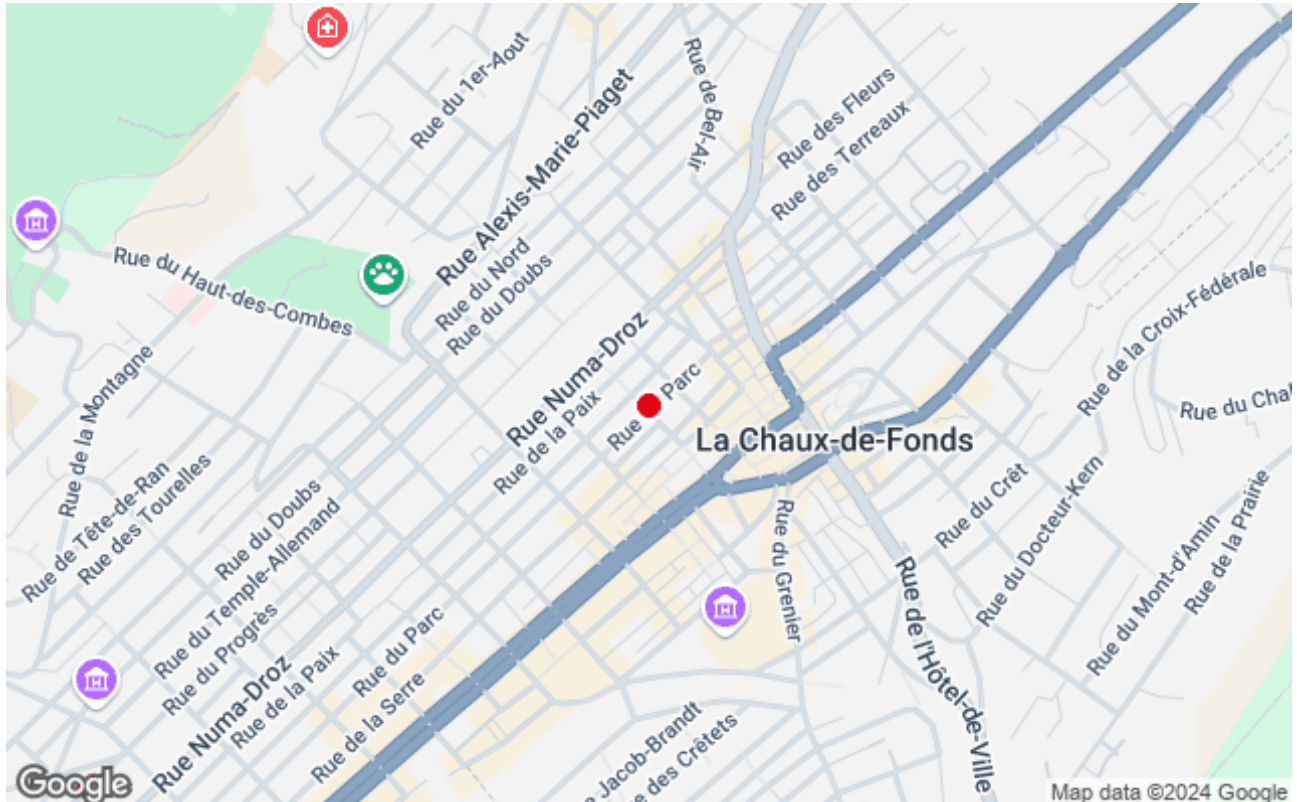 Rue du 1er-Aout
Rue de Bel-Air
Rue des Fleurs
Rue des Terreaux
Rue Alexis-Marie-Piaget
Rue du Nord
Rue du Doubs
Rue du Haut-des-Combes
Rue de la Croix-Fédérale
Rue de la Montagne
Rue Numa-Droz
Rue de la Paix
Rue
Parc
Rue du Chal
La Chaux-de-Fonds
Rue de Tête-de-Ran
Rue des Tourelles
Rue du Doubs
Rue du Temple-Allemand
Rue du Progrès
Rue du Grenier
Rue du Crêt
Rue du Docteur-Kern
Rue du Mont-d'Amin
Rue de la Prairie
Rue de l'Hôtel-de-Ville
Rue du Parc
Rue Numa-Droz
Rue de la Paix
Rue de la Serre
e Jacob-Brandt
e des Crêtets
Google
Map data ©2024 Google